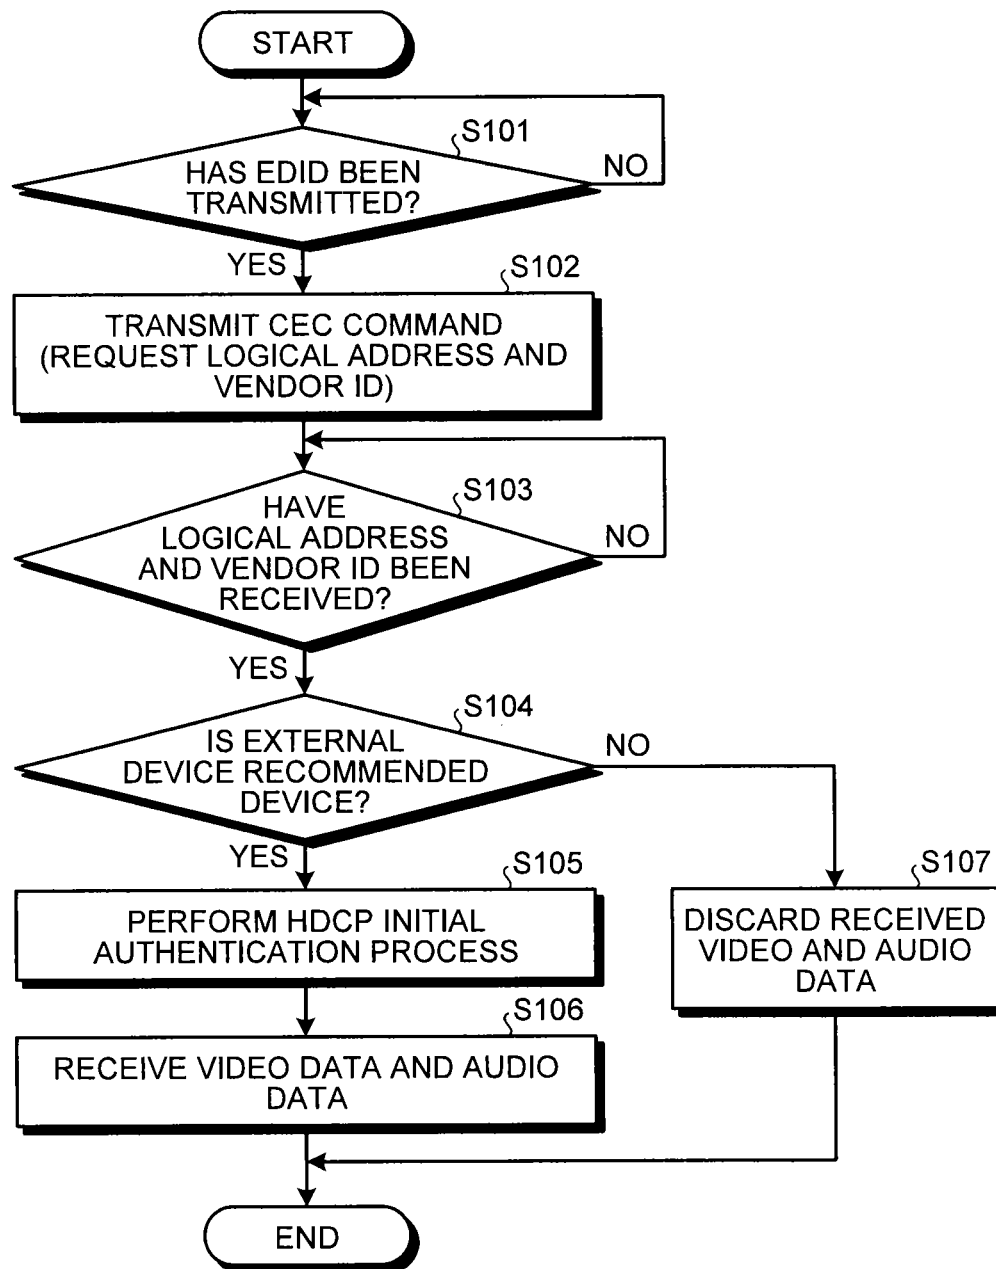 START
S101
HAS EDID BEEN
TRANSMITTED?
NO
YES
S102
TRANSMIT CEC COMMAND
(REQUEST LOGICAL ADDRESS AND
VENDOR ID)
S103
HAVE
LOGICAL ADDRESS
AND VENDOR ID BEEN
RECEIVED?
NO
YES
S104
IS EXTERNAL
DEVICE RECOMMENDED
DEVICE?
NO
YES
S105
PERFORM HDCP INITIAL
AUTHENTICATION PROCESS
S107
DISCARD RECEIVED
VIDEO AND AUDIO
DATA
S106
RECEIVE VIDEO DATA AND AUDIO
DATA
END